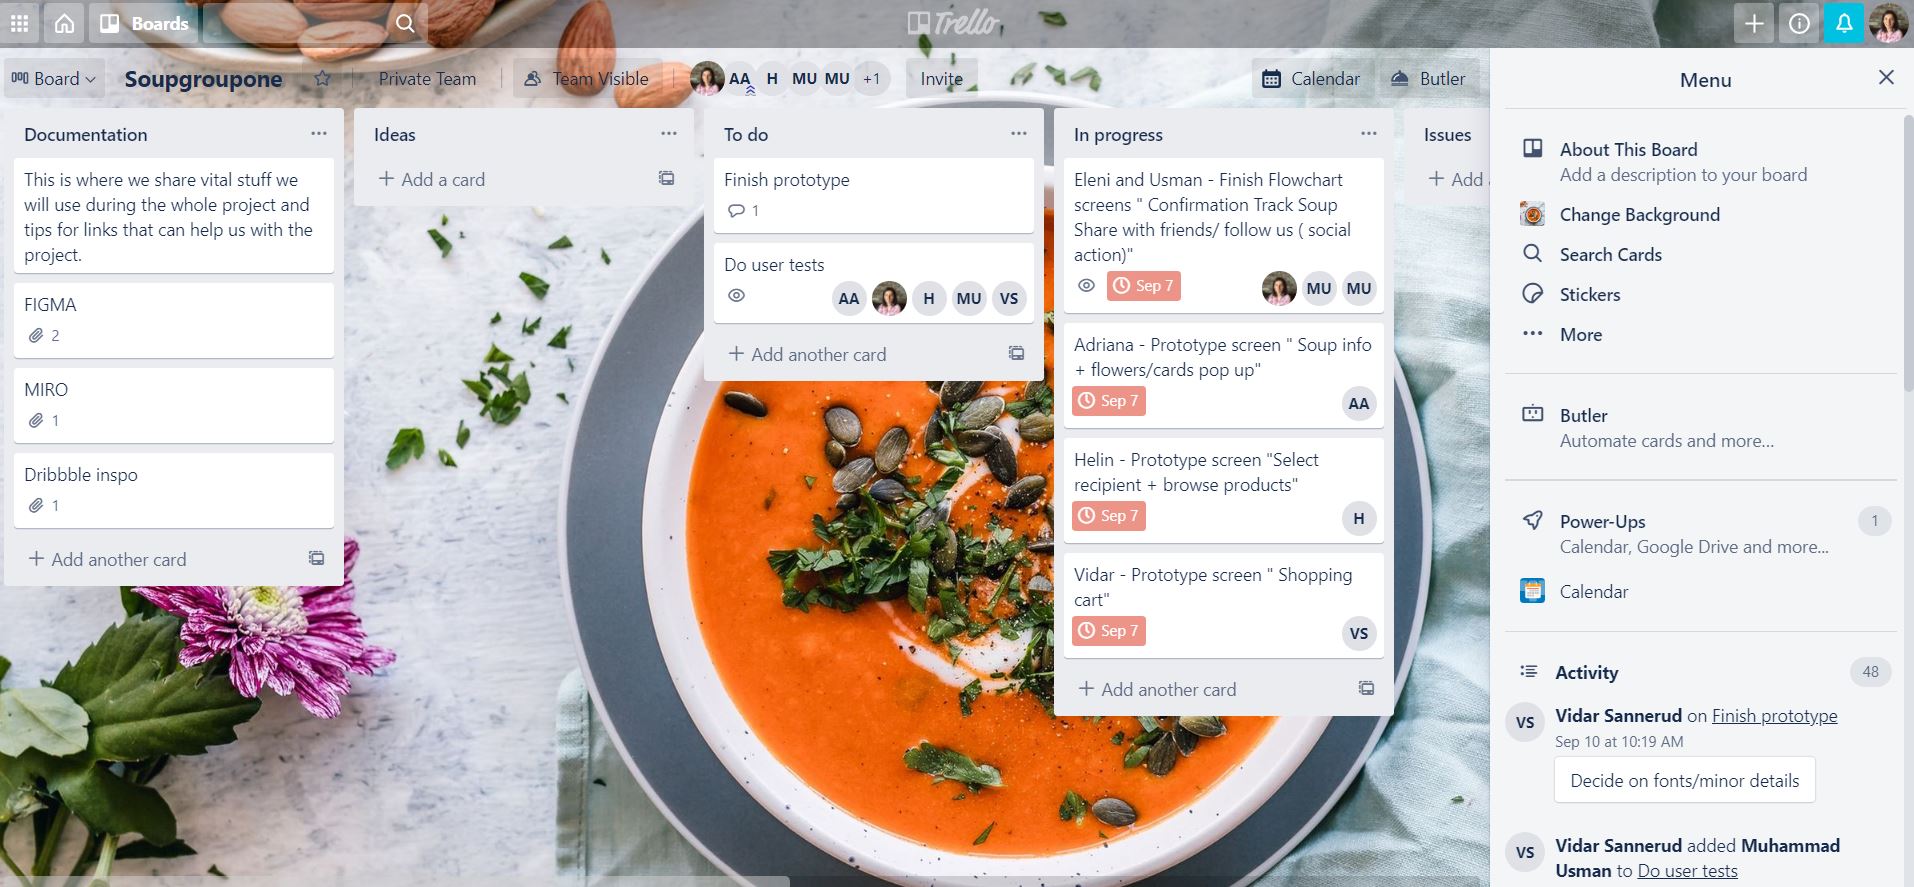 Boards
Trello
Board
Soupgroupone
Private Team
Team Visible
AA
H
MU
MU
+1
Invite
Calendar
Butler
Documentation
This is where we share vital stuff we
will use during the whole project and
tips for links that can help us with the
project.
FIGMA
2
MIRO
1
Dribbble inspo
1
+ Add another card
Ideas
+ Add a card
To do
Finish prototype
1
Do user tests
AA
H
MU
VS
+ Add another card
In progress
Eleni and Usman - Finish Flowchart
screens " Confirmation Track Soup
Share with friends/ follow us ( social
action)"
Sep 7
MU
MU
Adriana - Prototype screen " Soup info
+ flowers/cards pop up"
Sep 7
AA
Helin - Prototype screen "Select
recipient + browse products"
Sep 7
H
Vidar - Prototype screen " Shopping
cart"
Sep 7
VS
+ Add another card
Issues
+ Add
Menu
About This Board
Add a description to your board
Change Background
Search Cards
Stickers
More
Butler
Automate cards and more...
Power-Ups
1
Calendar, Google Drive and more...
Calendar
Activity
48
VS
Vidar Sannerud on Finish prototype
Sep 10 at 10:19 AM
Decide on fonts/minor details
VS
Vidar Sannerud added Muhammad
Usman to Do user tests